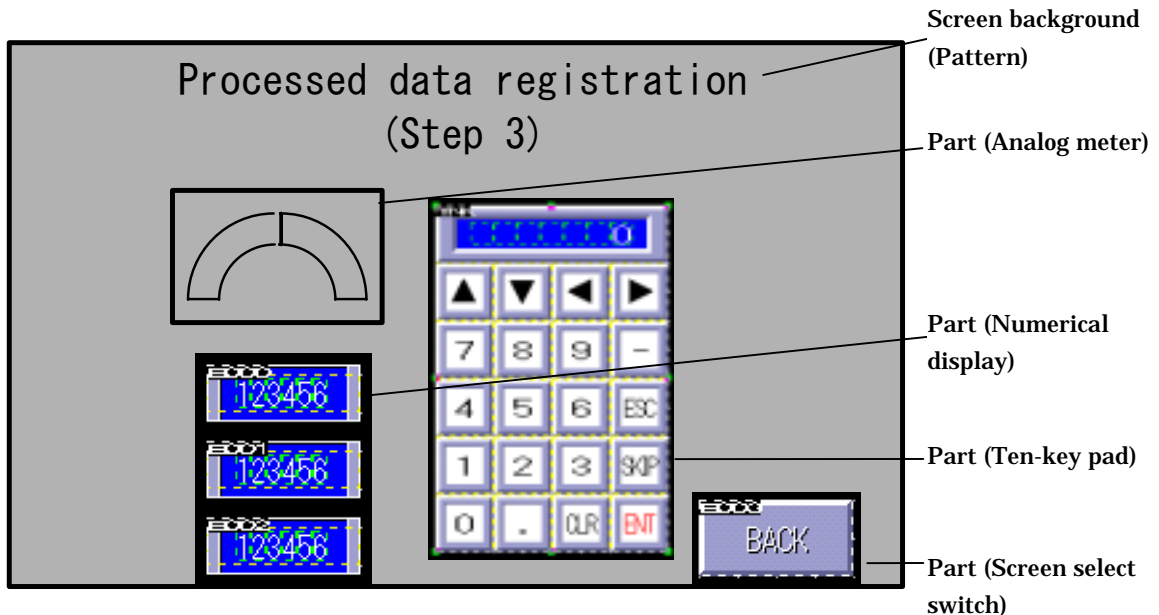 Screen background
(Pattern)
Processed data registration
(Step 3)
Part (Analog meter)
0
7 8 9 -
Part (Numerical
display)
123456
4 5 6 ESC
123456
1 2 3 SKIP
Part (Ten-key pad)
123456
0 . CLR ENT
BACK
Part (Screen select
switch)